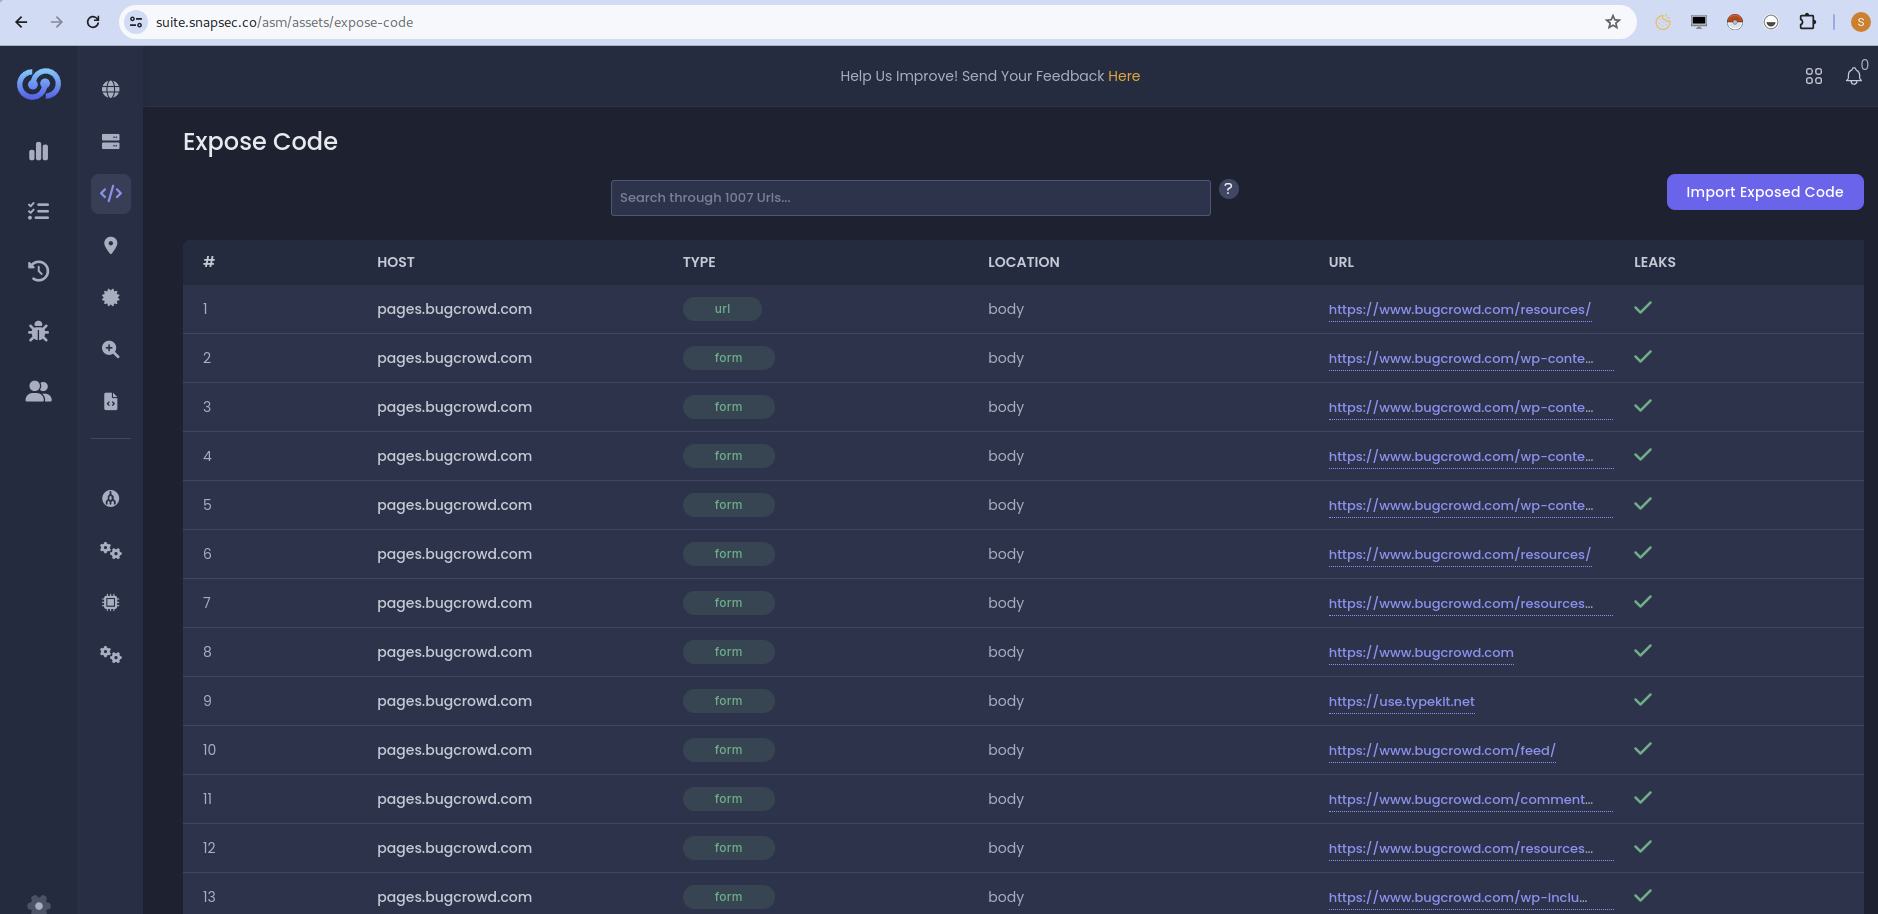 suite.snapsec.co/asm/assets/expose-code
S
Help Us Improve! Send Your Feedback Here
0
Expose Code
Search through 1007 Urls...
?
Import Exposed Code
# HOST TYPE LOCATION URL LEAKS
1 pages.bugcrowd.com url body https://www.bugcrowd.com/resources/
2 pages.bugcrowd.com form body https://www.bugcrowd.com/wp-conte...
3 pages.bugcrowd.com form body https://www.bugcrowd.com/wp-conte...
4 pages.bugcrowd.com form body https://www.bugcrowd.com/wp-conte...
5 pages.bugcrowd.com form body https://www.bugcrowd.com/wp-conte...
6 pages.bugcrowd.com form body https://www.bugcrowd.com/resources/
7 pages.bugcrowd.com form body https://www.bugcrowd.com/resources...
8 pages.bugcrowd.com form body https://www.bugcrowd.com
9 pages.bugcrowd.com form body https://use.typekit.net
10 pages.bugcrowd.com form body https://www.bugcrowd.com/feed/
11 pages.bugcrowd.com form body https://www.bugcrowd.com/comment...
12 pages.bugcrowd.com form body https://www.bugcrowd.com/resources...
13 pages.bugcrowd.com form body https://www.bugcrowd.com/wp-inclu...